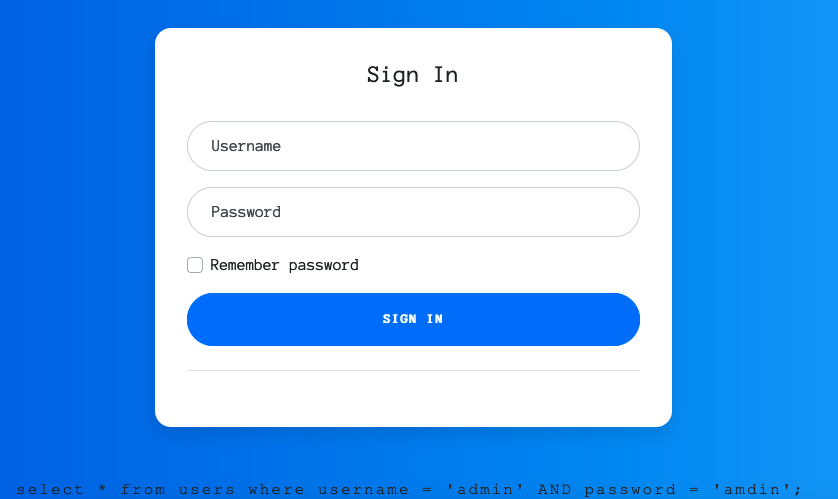 Sign In
Username
Password
Remember password
SIGN IN
select * from users where username = 'admin' AND password = 'amdin';